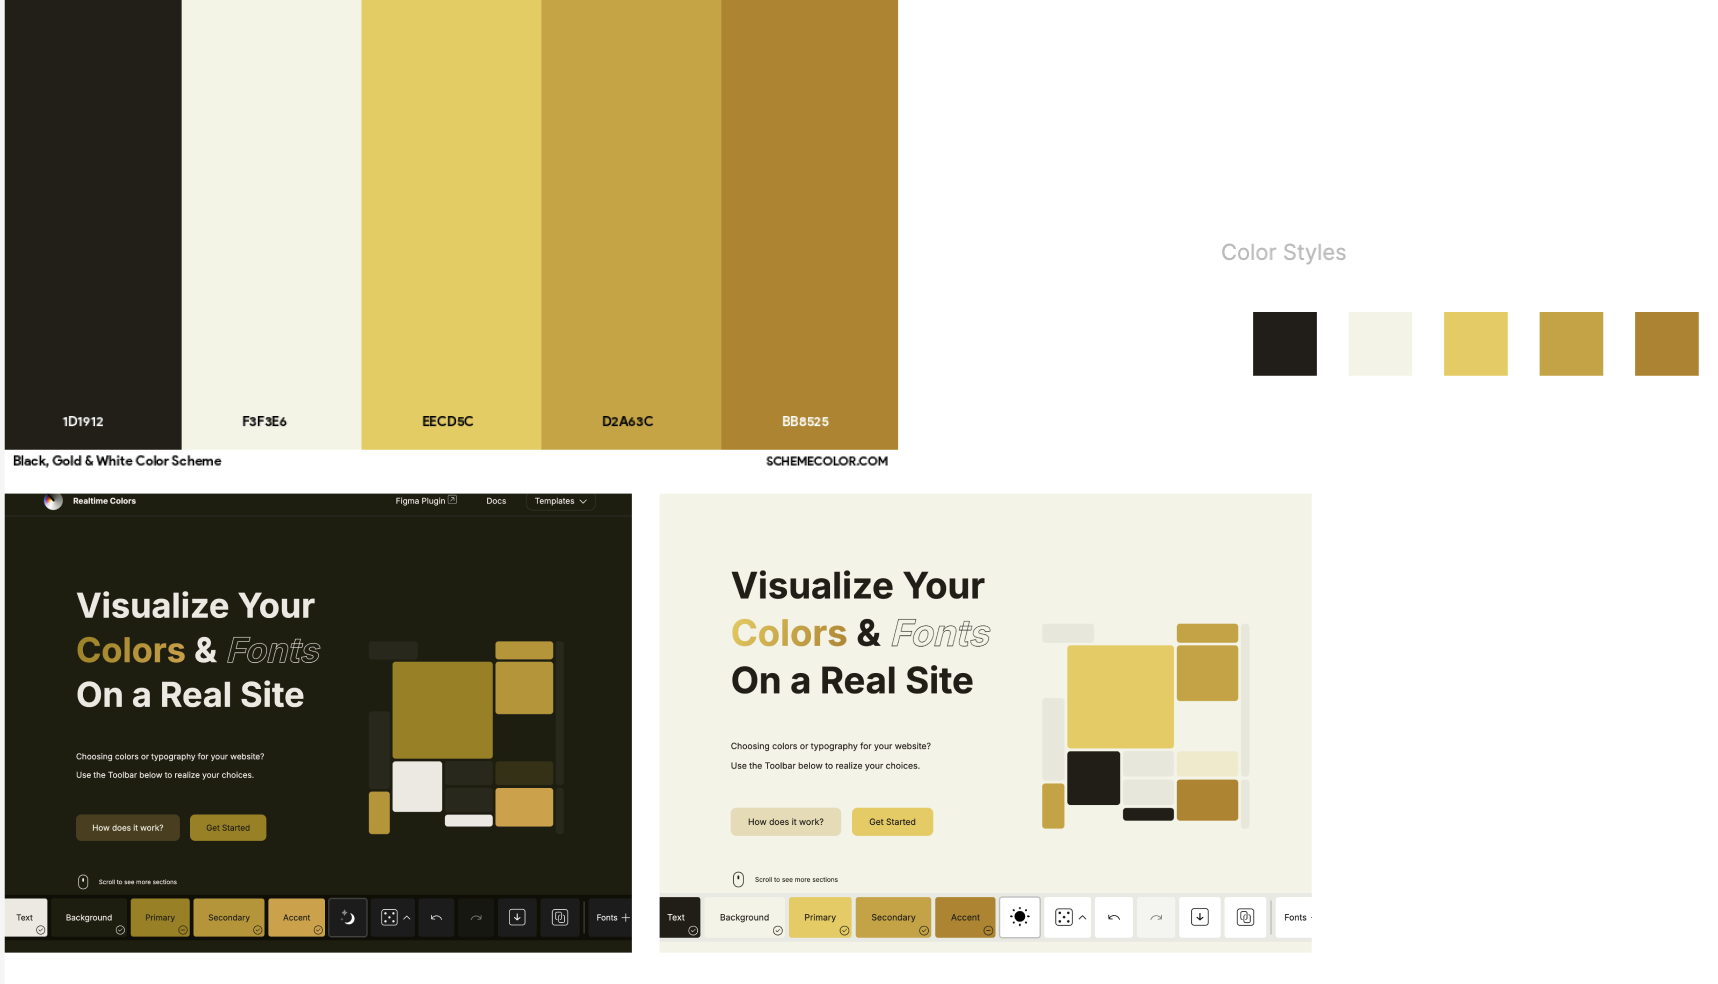 1D1912
F3F3E6
EECD5C
D2A63C
BB8525
Black, Gold & White Color Scheme
SCHEMECOLOR.COM
Color Styles
Realtime Colors
Figma Plugin
Docs
Templates
Visualize Your
Colors & Fonts
On a Real Site
Choosing colors or typography for your website?
Use the Toolbar below to realize your choices.
How does it work?
Get Started
Scroll to see more sections
Text
Background
Primary
Secondary
Accent
Fonts
Visualize Your
Colors & Fonts
On a Real Site
Choosing colors or typography for your website?
Use the Toolbar below to realize your choices.
How does it work?
Get Started
Scroll to see more sections
Text
Background
Primary
Secondary
Accent
Fonts